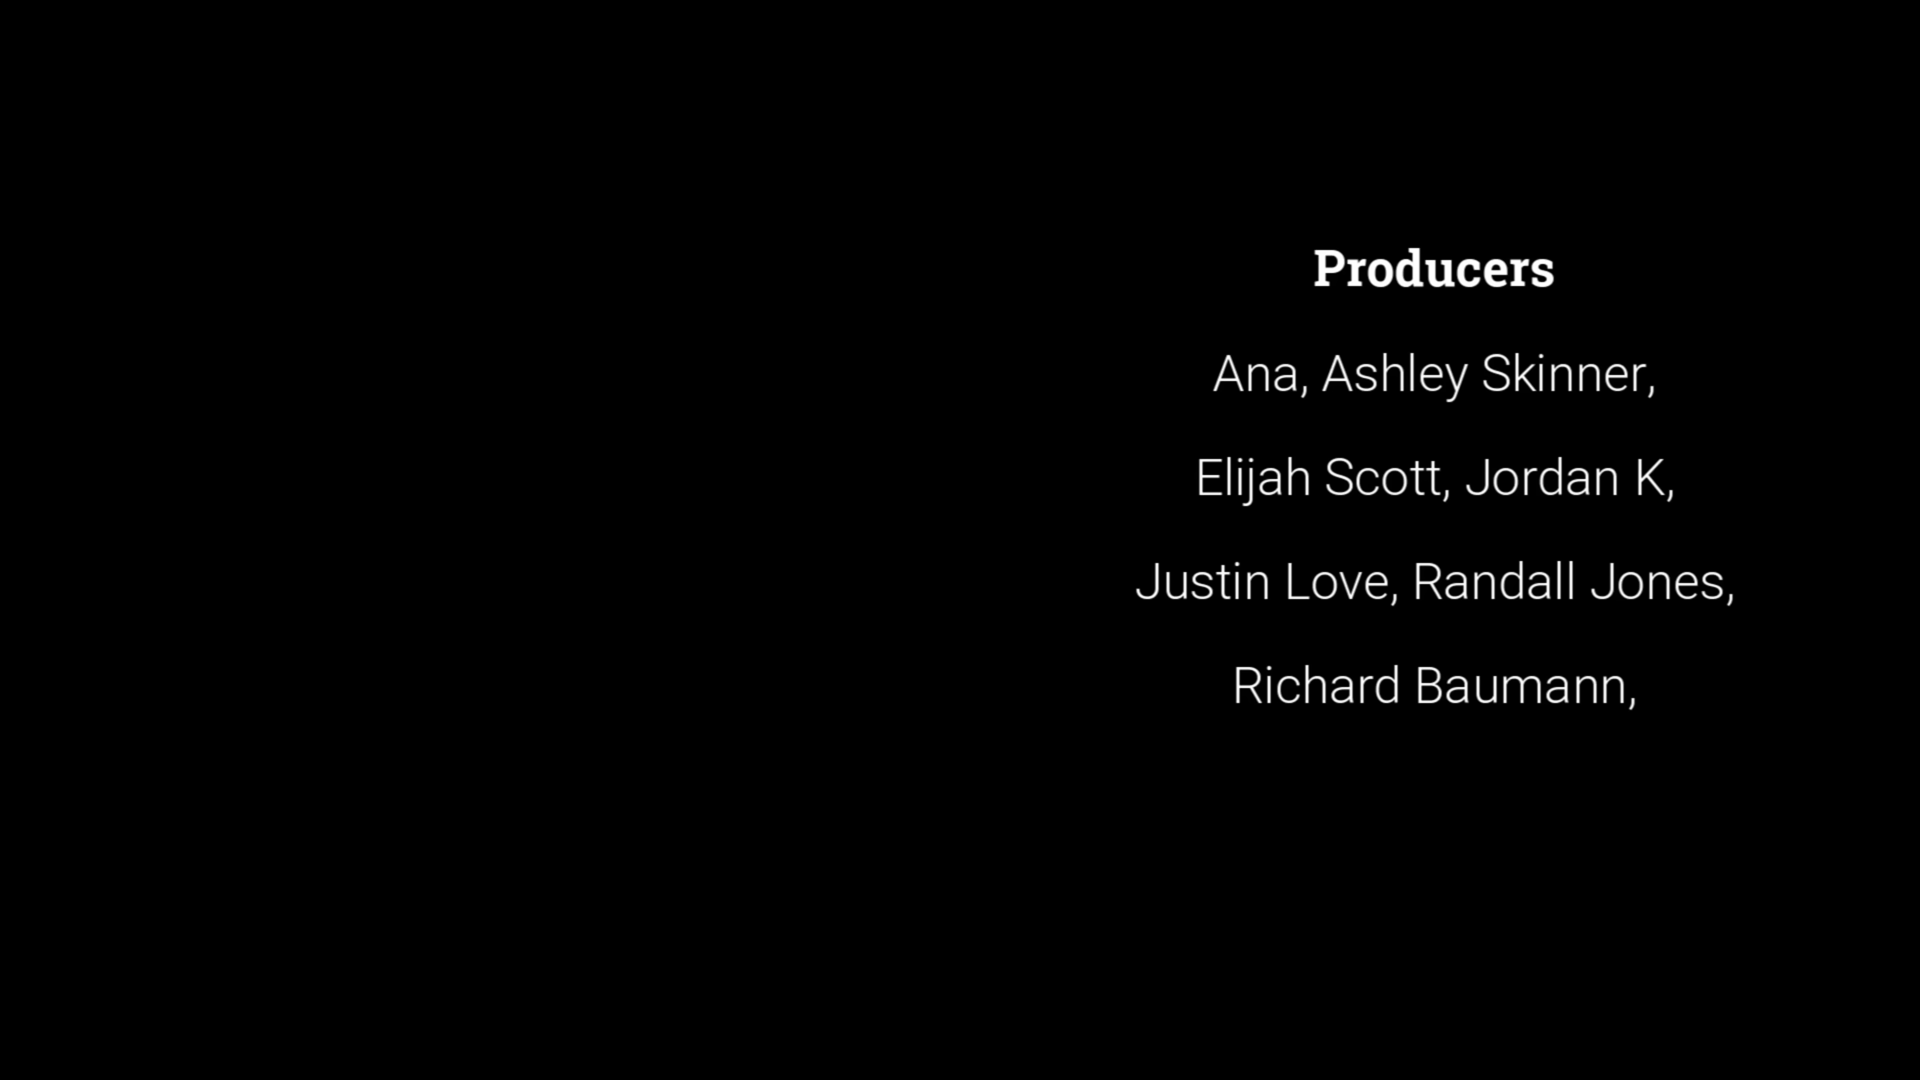 Producers
Ana, Ashley Skinner,
Elijah Scott, Jordan K,
Justin Love, Randall Jones,
Richard Baumann,